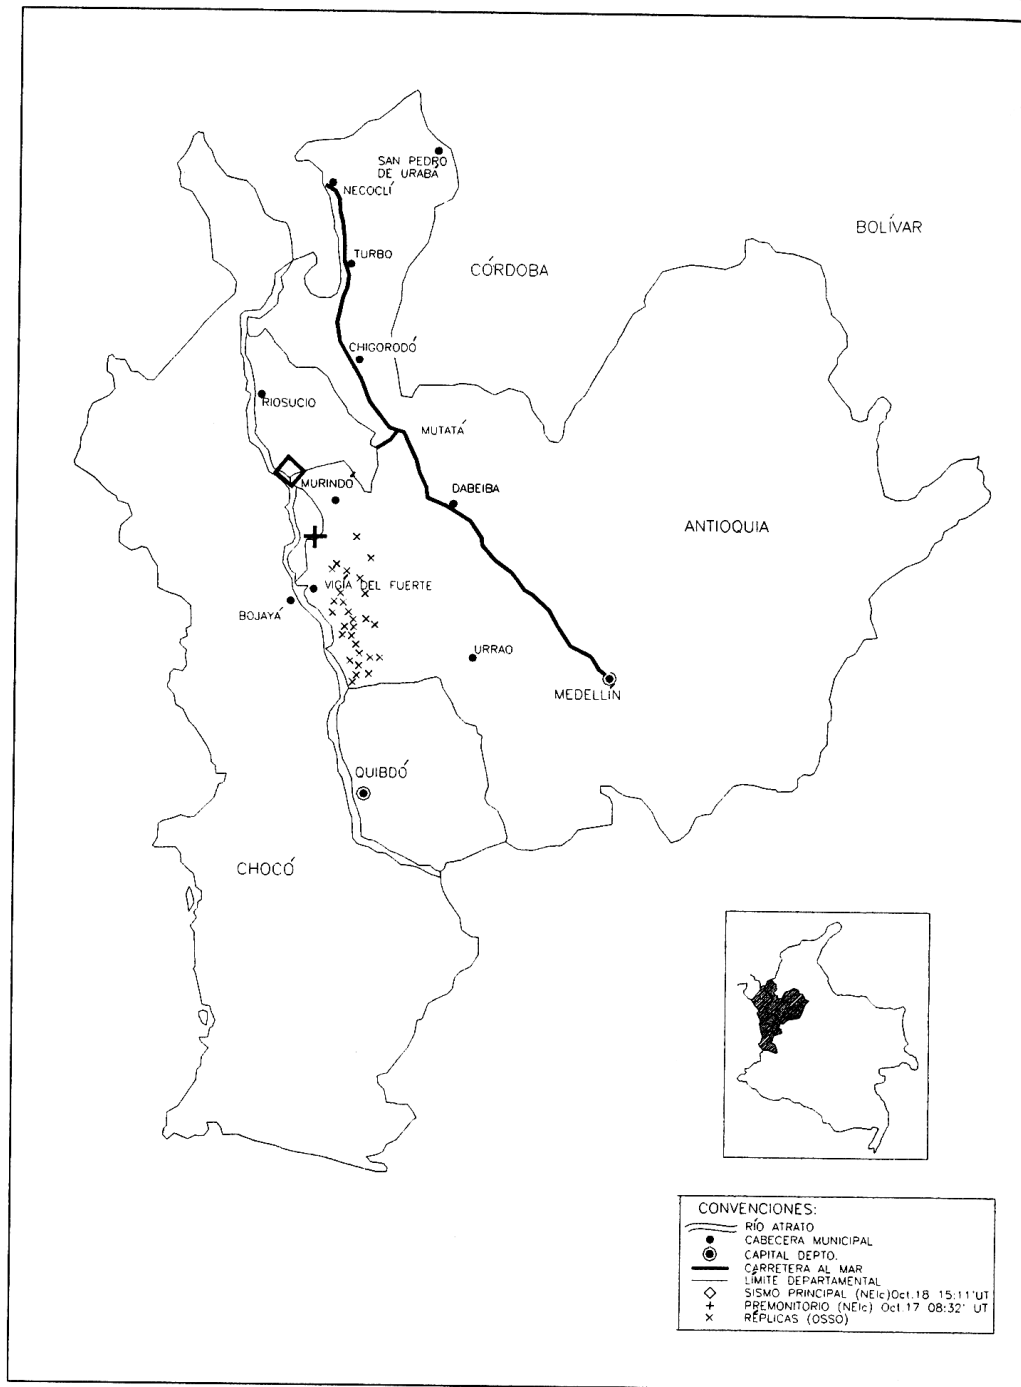 SAN PEDRO
DE URABÁ
NECOCLÍ
BOLÍVAR
TURBO
CÓRDOBA
CHIGORODÓ
RIOSUCIO
MUTATÁ
MURINDÓ
DABEIBA
ANTIOQUIA
VIGÍA DEL FUERTE
BOJAYÁ
URRAO
MEDELLÍN
QUIBDÓ
CHOCÓ
CONVENCIONES:
RÍO ATRATO
CABECERA MUNICIPAL
CAPITAL DEPTO.
CARRETERA AL MAR
LÍMITE DEPARTAMENTAL
SISMO PRINCIPAL (NEIc)Oct.18 15:11'UT
PREMONITORIO (NEIc) Oct.17 08:32' UT
RÉPLICAS (OSSO)